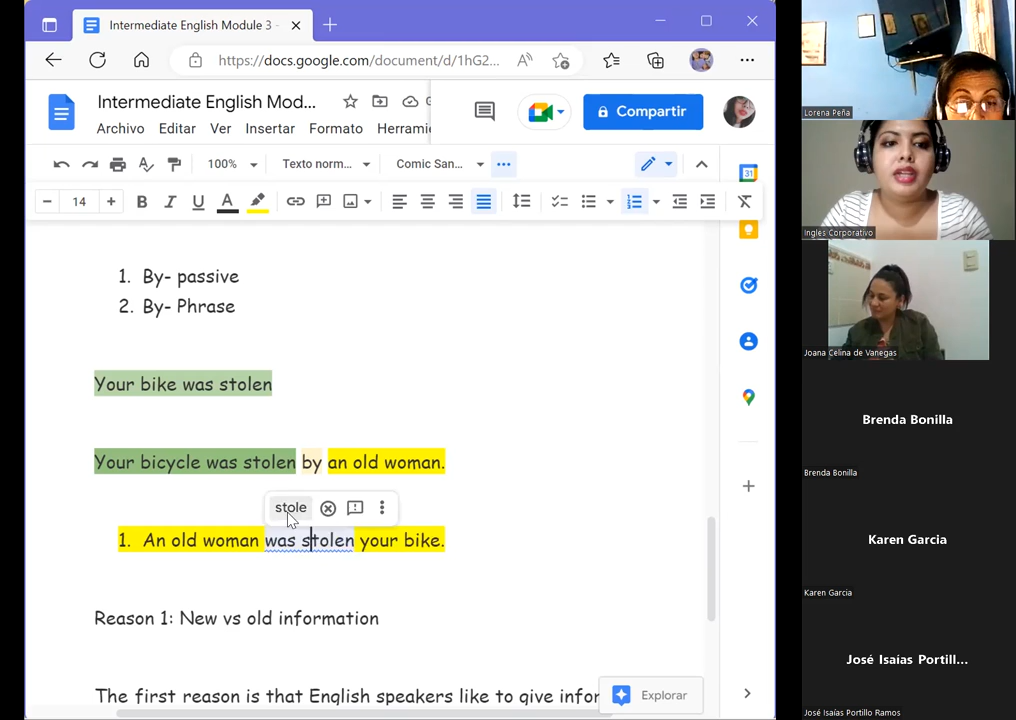 Intermediate English Module 3 -
https://docs.google.com/document/d/1hG2...
Intermediate English Mod...
Compartir
Archivo Editar Ver Insertar Formato Herrami
100% Texto norm... Comic San...
14
31
1. By- passive
2. By- Phrase
Your bike was stolen
Your bicycle was stolen by an old woman.
stole
1. An old woman was stolen your bike.
Reason 1: New vs old information
The first reason is that English speakers like to give infor
Explorar
Lorena Peña
Ingles Corporativo
Joana Celina de Vanegas
Brenda Bonilla
Brenda Bonilla
Karen Garcia
Karen Garcia
José Isaías Portill...
José Isaías Portillo Ramos